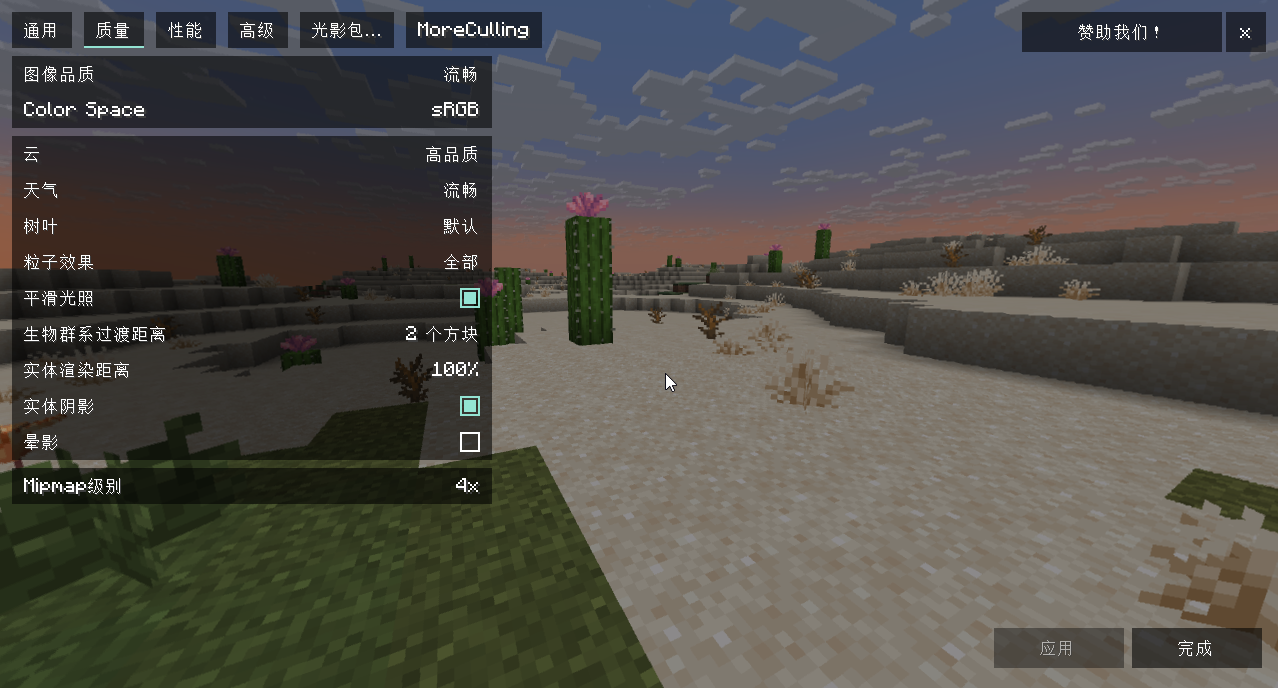 通用 质量 性能 高级 光影包... MoreCulling 赞助我们！ ×
图像品质 流畅
Color Space sRGB
云 高品质
天气 流畅
树叶 默认
粒子效果 全部
平滑光照
生物群系过渡距离 2 个方块
实体渲染距离 100%
实体阴影
晕影
Mipmap级别 4x
应用 完成